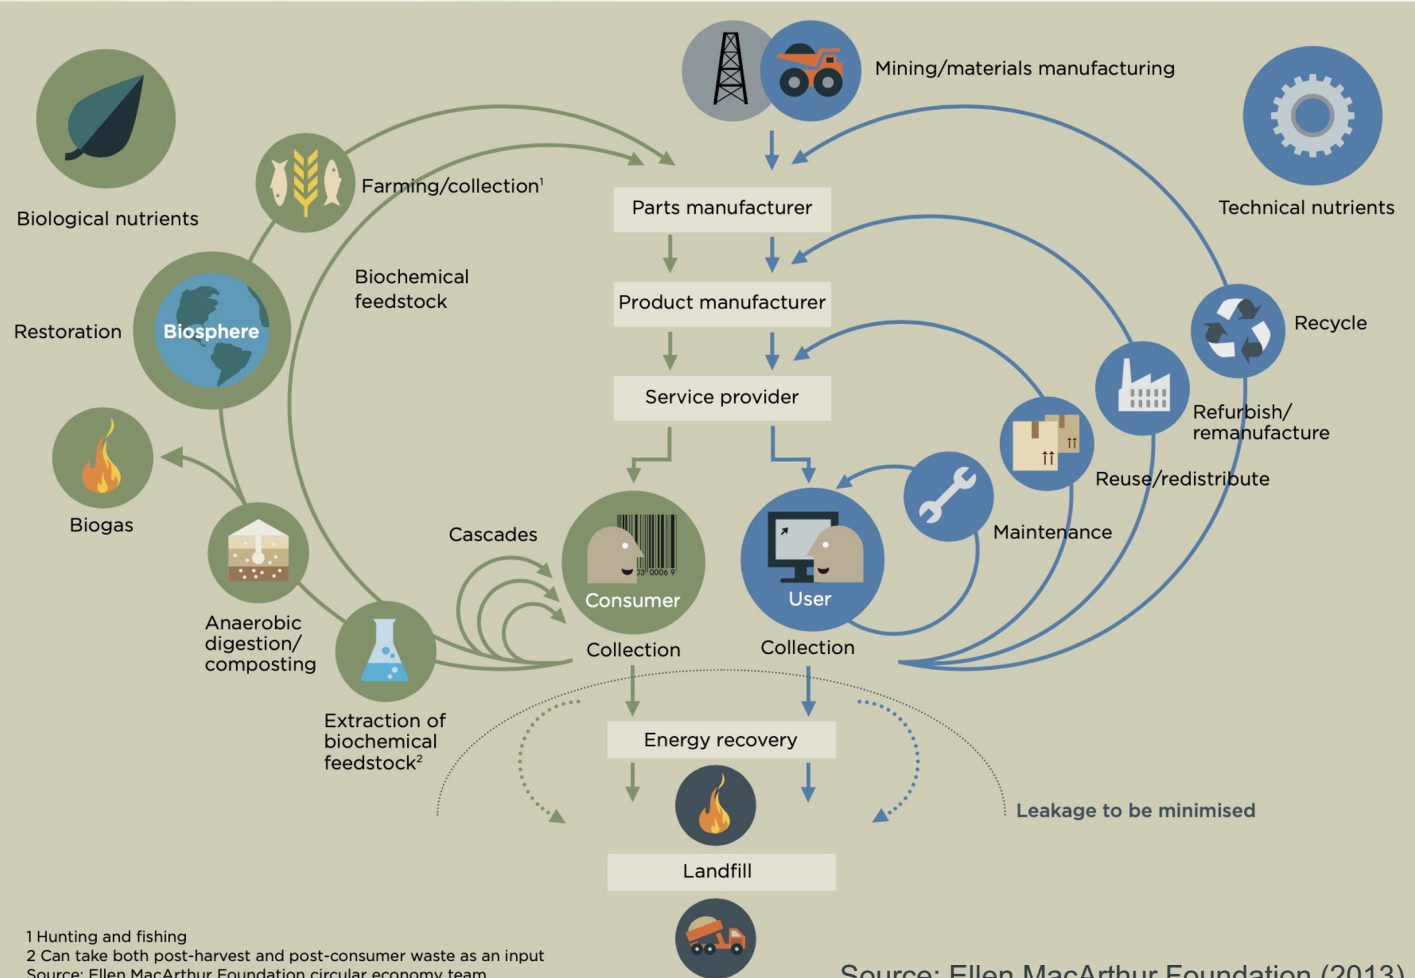 Mining/materials manufacturing
Biological nutrients
Technical nutrients
Farming/collection¹
Parts manufacturer
Biochemical
feedstock
Product manufacturer
Restoration
Biosphere
Recycle
Service provider
Refurbish/
remanufacture
Reuse/redistribute
Biogas
Cascades
Maintenance
03 0006 9
Consumer
User
Anaerobic
digestion/
composting
Collection
Collection
Extraction of
biochemical
feedstock²
Energy recovery
Leakage to be minimised
Landfill
1 Hunting and fishing
2 Can take both post-harvest and post-consumer waste as an input
Source: Ellen MacArthur Foundation circular economy team
Source: Ellen MacArthur Foundation (2013)